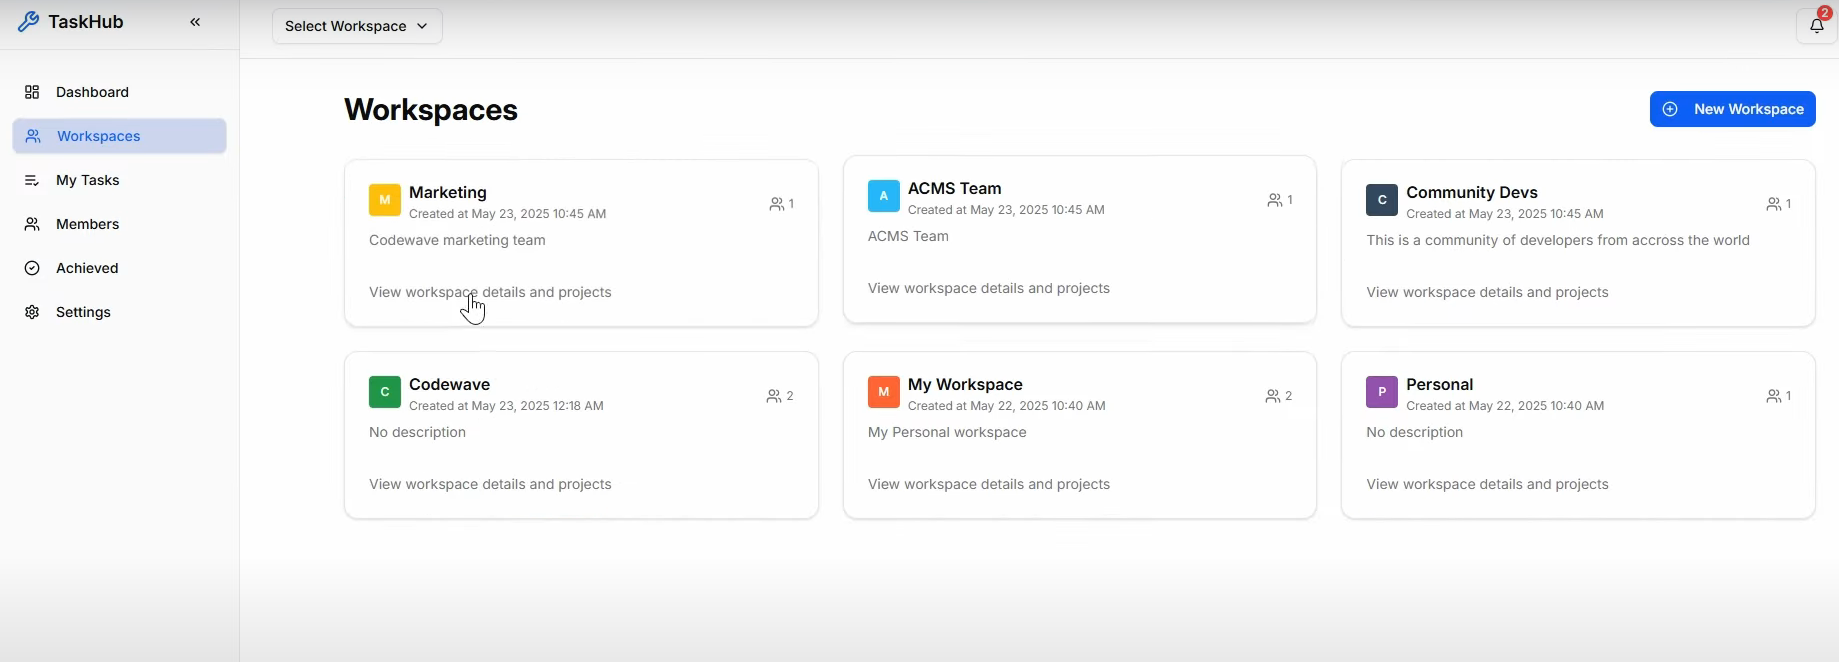 TaskHub
Select Workspace
2
Dashboard
Workspaces
My Tasks
Members
Achieved
Settings
Workspaces
New Workspace
M
Marketing
1
Created at May 23, 2025 10:45 AM
Codewave marketing team
View workspace details and projects
A
ACMS Team
1
Created at May 23, 2025 10:45 AM
ACMS Team
View workspace details and projects
C
Community Devs
1
Created at May 23, 2025 10:45 AM
This is a community of developers from accross the world
View workspace details and projects
C
Codewave
2
Created at May 23, 2025 12:18 AM
No description
View workspace details and projects
M
My Workspace
2
Created at May 22, 2025 10:40 AM
My Personal workspace
View workspace details and projects
P
Personal
1
Created at May 22, 2025 10:40 AM
No description
View workspace details and projects